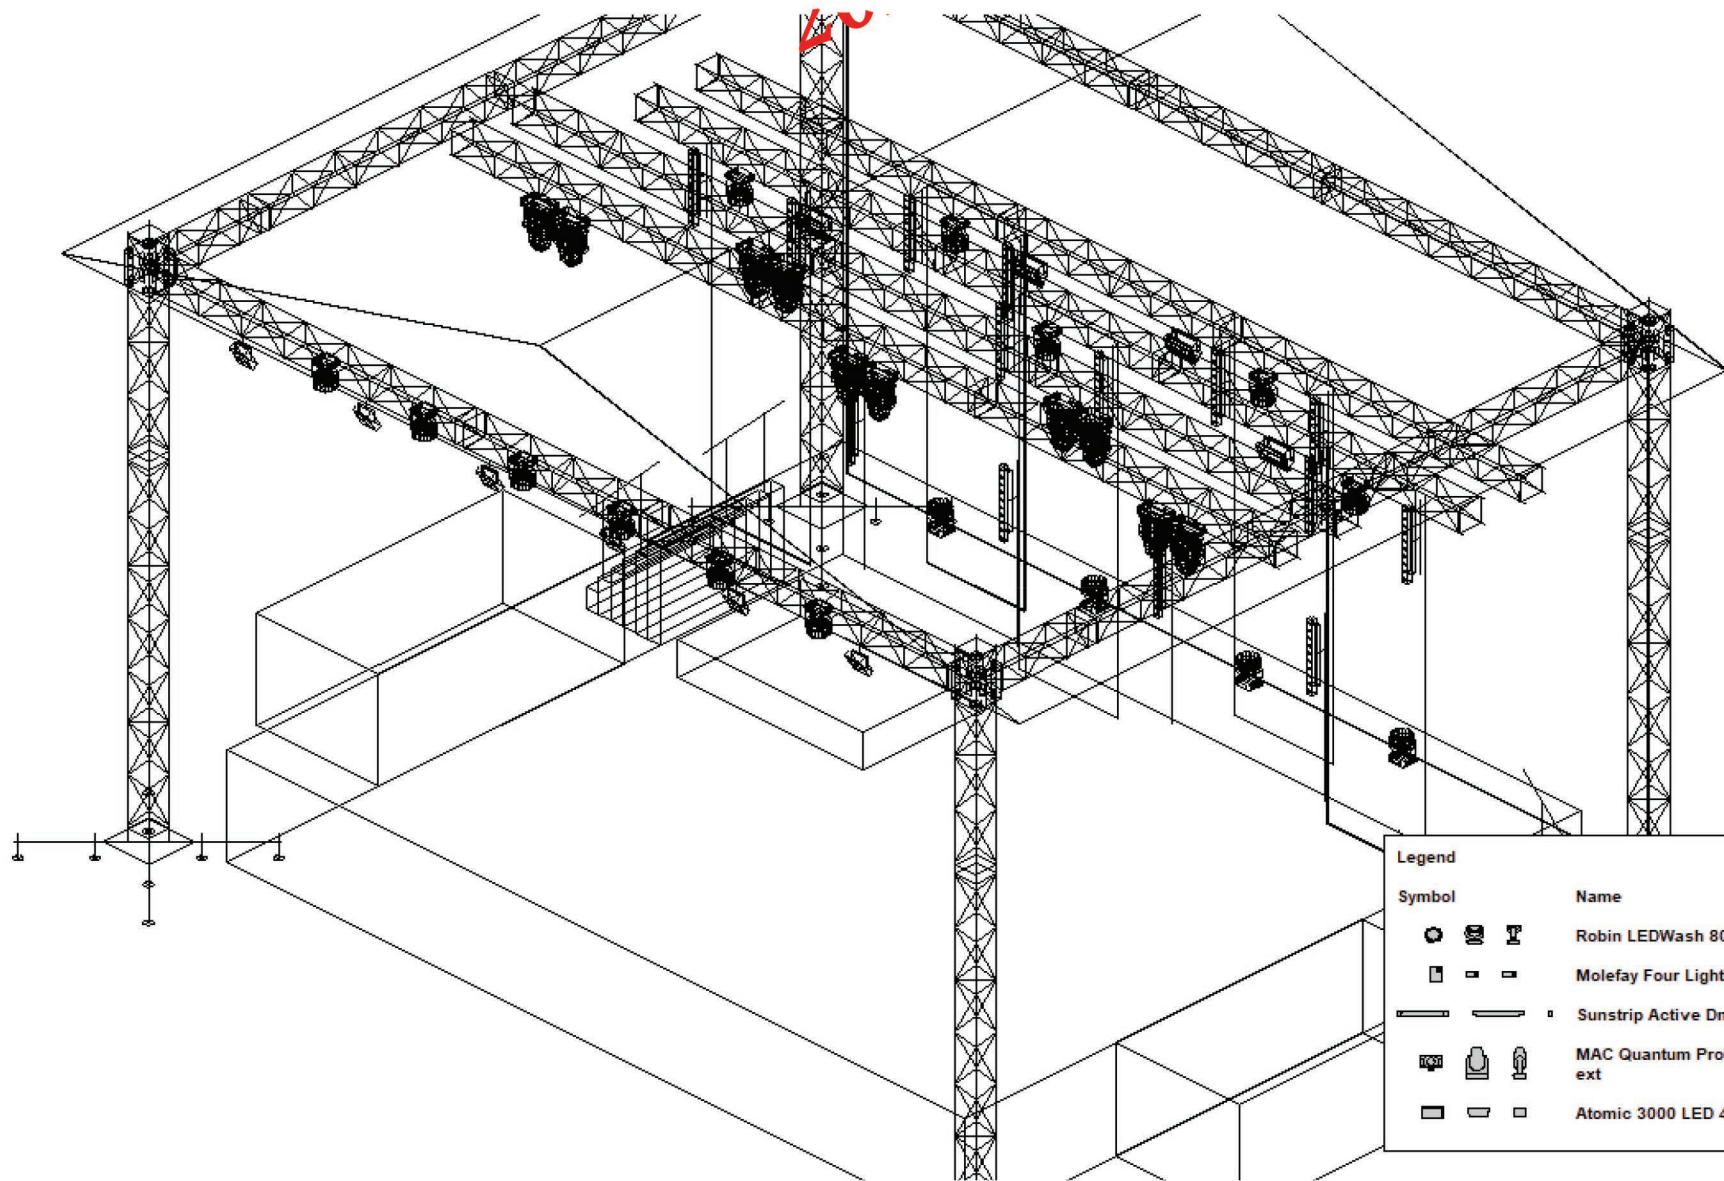 Legend
Symbol Name
Robin LEDWash 80
Molefay Four Light
Sunstrip Active Dm
MAC Quantum Pro
ext
Atomic 3000 LED 4